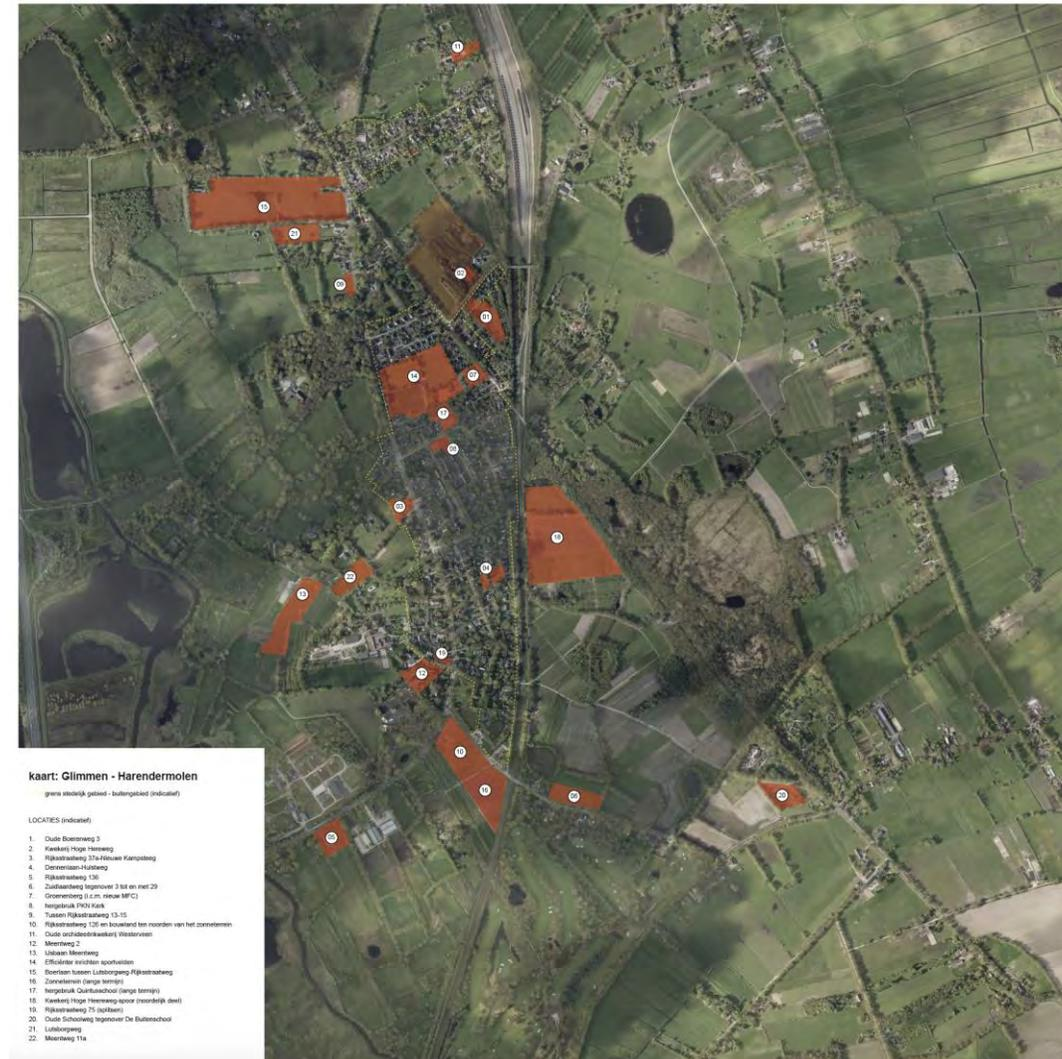 11
15
21
02
09
01
14
07
17
08
03
18
04
22
13
19
12
10
16
06
20
05
kaart: Glimmen - Harendermolen
grens stedelijk gebied - buitengebied (indicatief)
LOCATIES (indicatief)
1. Oude Boerenweg 3
2. Kwekerij Hoge Hereweg
3. Rijksstraatweg 37a-Nieuwe Kampsteeg
4. Dennenlaan-Hulstweg
5. Rijksstraatweg 136
6. Zuidlaarderweg tegenover 3 tot en met 29
7. Groenenberg (i.c.m. nieuw MFC)
8. hergebruik PKN Kerk
9. Tussen Rijksstraatweg 13-15
10. Rijksstraatweg 126 en bouwland ten noorden van het zonneterrein
11. Oude orchideeënkwekerij Westerveen
12. Meentweg 2
13. IJsbaan Meentweg
14. Efficiënter inrichten sportvelden
15. Boerlaan tussen Lutsborgweg-Rijksstraatweg
16. Zonneterrein (lange termijn)
17. hergebruik Quintusschool (lange termijn)
18. Kwekerij Hoge Heereweg-spoor (noordelijk deel)
19. Rijksstraatweg 75 (splitsen)
20. Oude Schoolweg tegenover De Buitenschool
21. Lutsborgweg
22. Meentweg 11a